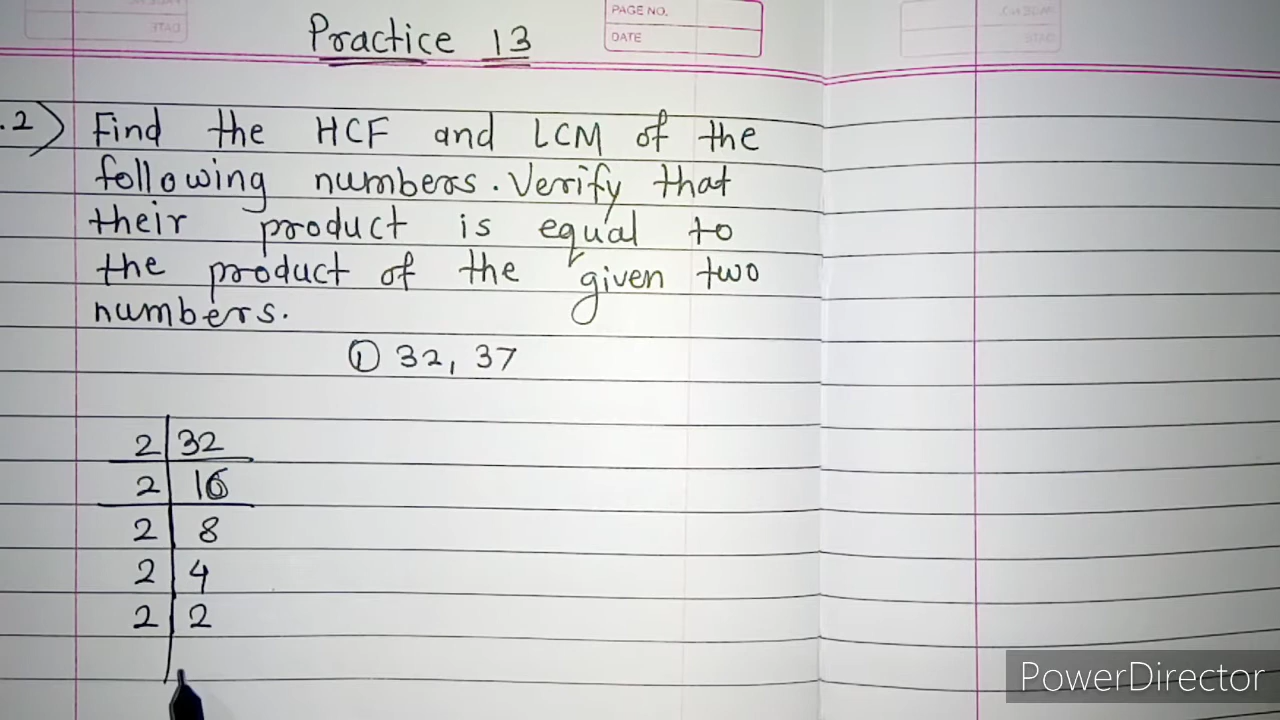 PAGE NO.
DATE
Practice 13
.2) Find the HCF and LCM of the
following numbers. Verify that
their product is equal to
the product of the given two
numbers.
① 32, 37
2 32
2 16
2 8
2 4
2 2
PowerDirector